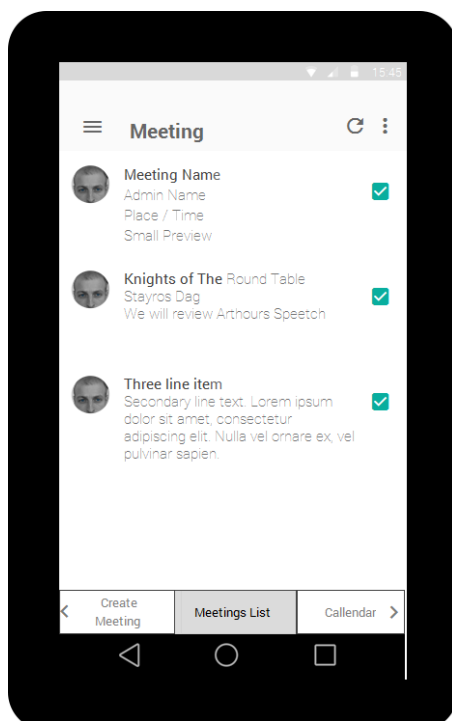 15:45
Meeting
Meeting Name
Admin Name
Place / Time
Small Preview
Knights of The Round Table
Stayros Dag
We will review Arthours Speetch
Three line item
Secondary line text. Lorem ipsum
dolor sit amet, consectetur
adipiscing elit. Nulla vel ornare ex, vel
pulvinar sapien.
Create
Meeting
Meetings List
Callendar